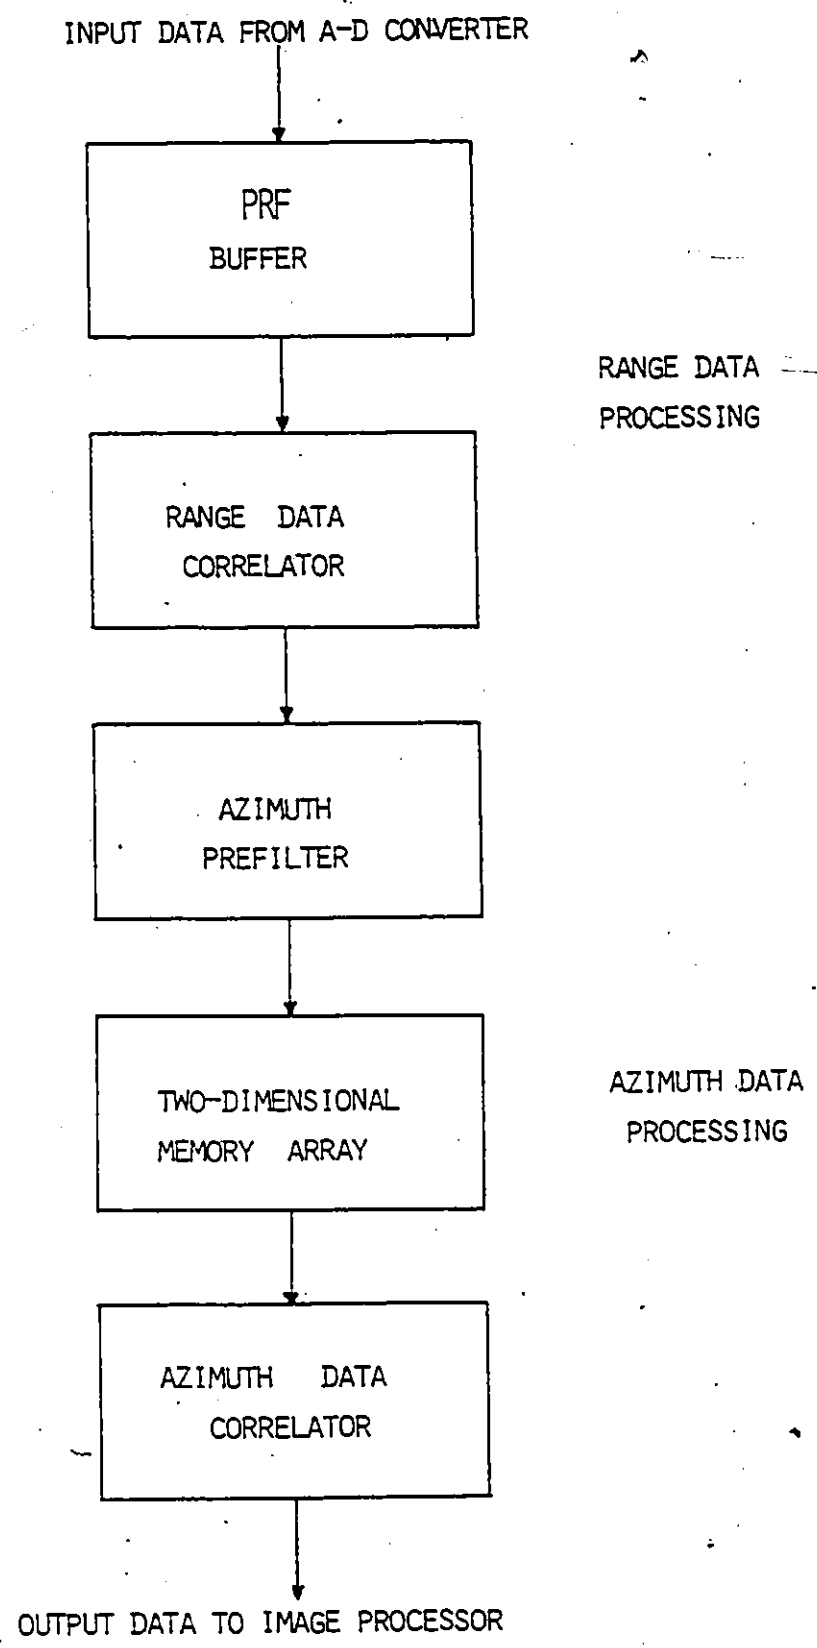 INPUT DATA FROM A-D CONVERTER
PRF
BUFFER
RANGE DATA
PROCESSING
RANGE DATA
CORRELATOR
AZIMUTH
PREFILTER
TWO-DIMENSIONAL
MEMORY ARRAY
AZIMUTH DATA
PROCESSING
AZIMUTH DATA
CORRELATOR
OUTPUT DATA TO IMAGE PROCESSOR